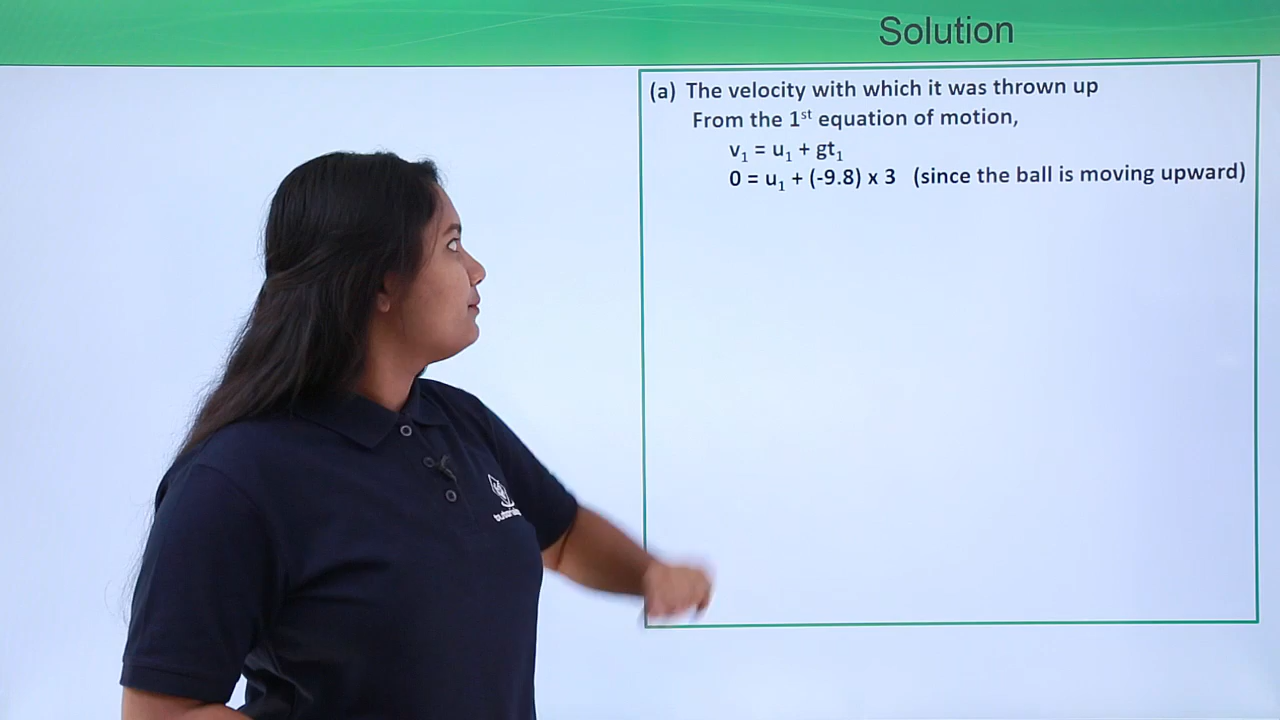 Solution
(a) The velocity with which it was thrown up
From the 1st equation of motion,
v₁ = u₁ + gt₁
0 = u₁ + (-9.8) x 3 (since the ball is moving upward)